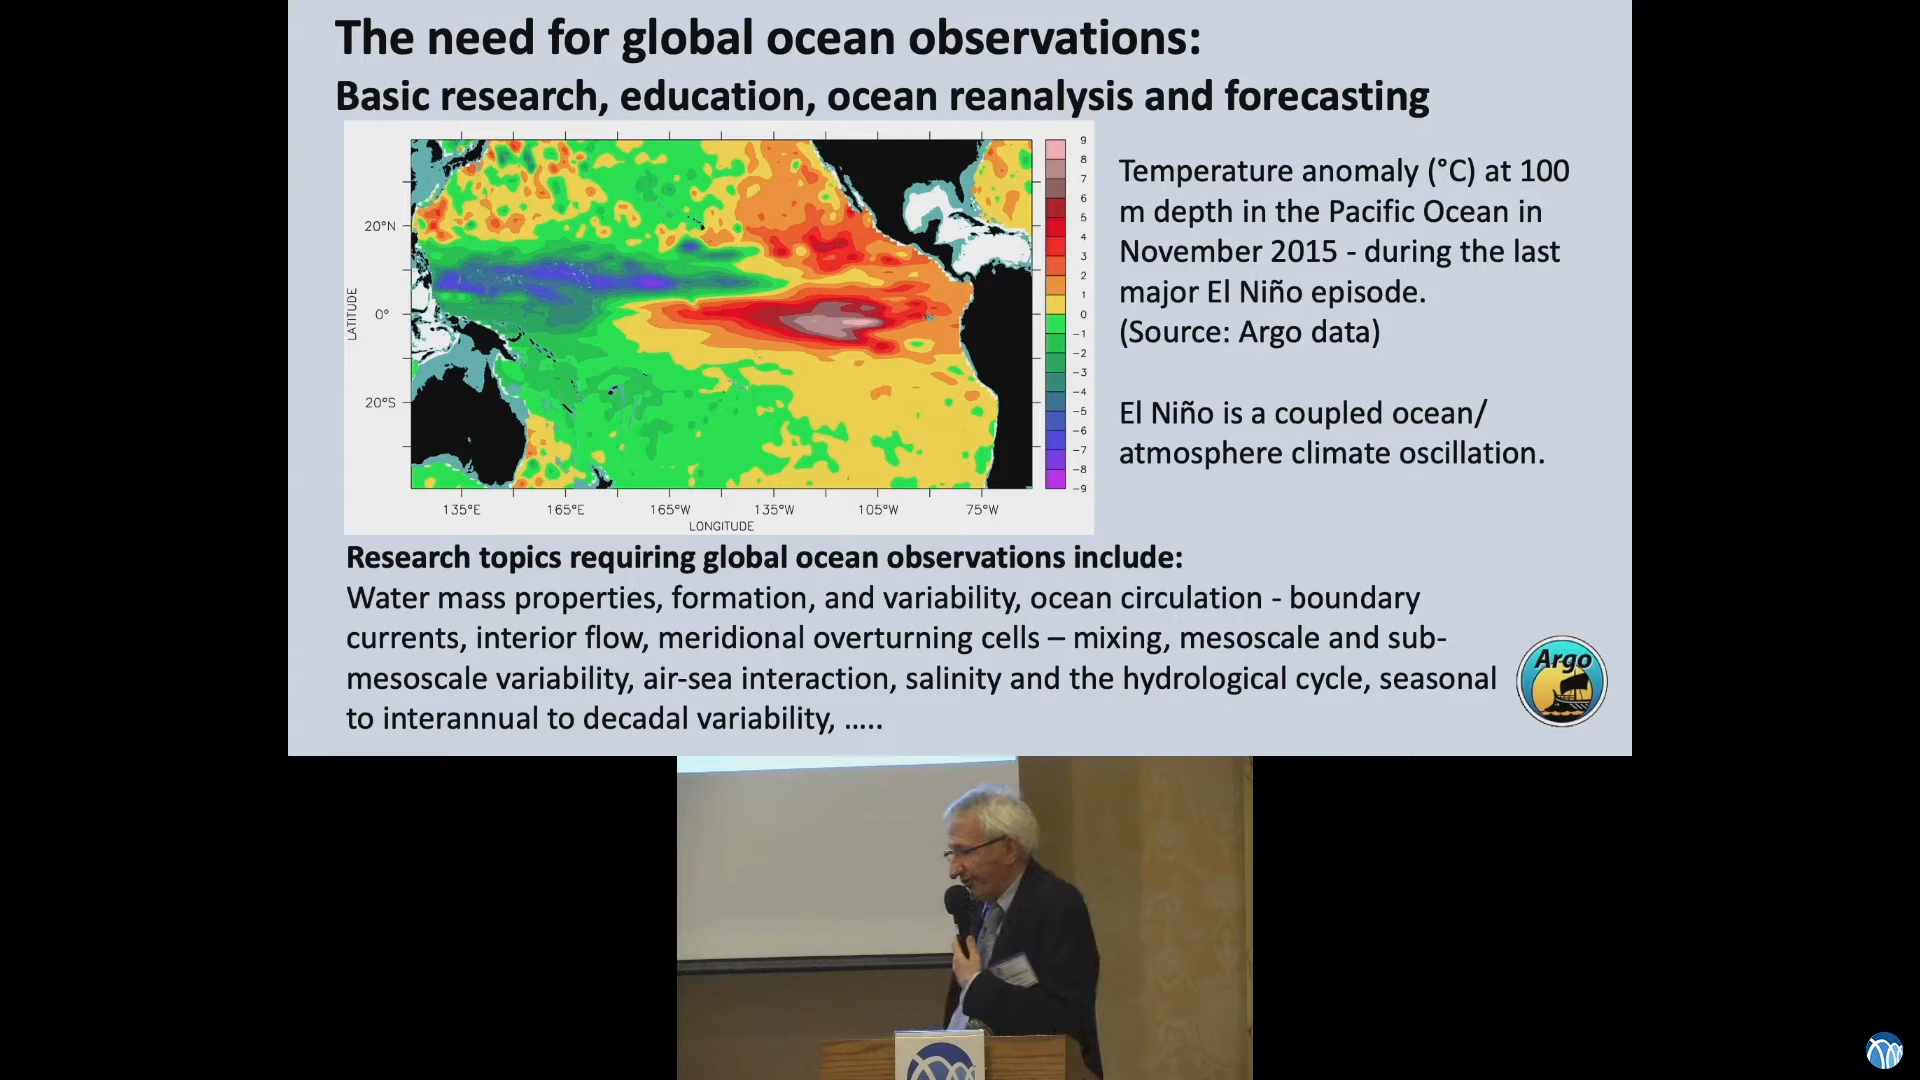 The need for global ocean observations:
Basic research, education, ocean reanalysis and forecasting
9
8
7
6
5
4
3
2
1
0
−1
−2
−3
−4
−5
−6
−7
−8
−9
20°N
0°
20°S
LATITUDE
135°E 165°E 165°W 135°W 105°W 75°W
LONGITUDE
Temperature anomaly (°C) at 100
m depth in the Pacific Ocean in
November 2015 - during the last
major El Niño episode.
(Source: Argo data)
El Niño is a coupled ocean/
atmosphere climate oscillation.
Research topics requiring global ocean observations include:
Water mass properties, formation, and variability, ocean circulation - boundary
currents, interior flow, meridional overturning cells – mixing, mesoscale and sub-
mesoscale variability, air-sea interaction, salinity and the hydrological cycle, seasonal
to interannual to decadal variability, .....
Argo